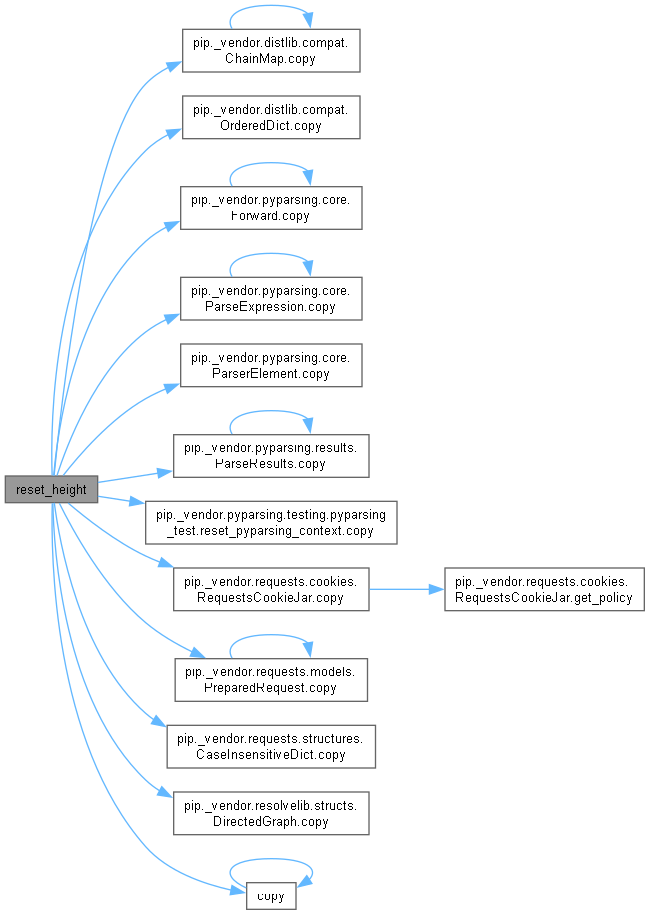 pip._vendor.distlib.compat.
ChainMap.copy
pip._vendor.distlib.compat.
OrderedDict.copy
pip._vendor.pyparsing.core.
Forward.copy
pip._vendor.pyparsing.core.
ParseExpression.copy
pip._vendor.pyparsing.core.
ParserElement.copy
reset_height
pip._vendor.pyparsing.results.
ParseResults.copy
pip._vendor.pyparsing.testing.pyparsing
_test.reset_pyparsing_context.copy
pip._vendor.requests.cookies.
RequestsCookieJar.copy
pip._vendor.requests.cookies.
RequestsCookieJar.get_policy
pip._vendor.requests.models.
PreparedRequest.copy
pip._vendor.requests.structures.
CaseInsensitiveDict.copy
pip._vendor.resolvelib.structs.
DirectedGraph.copy
copy